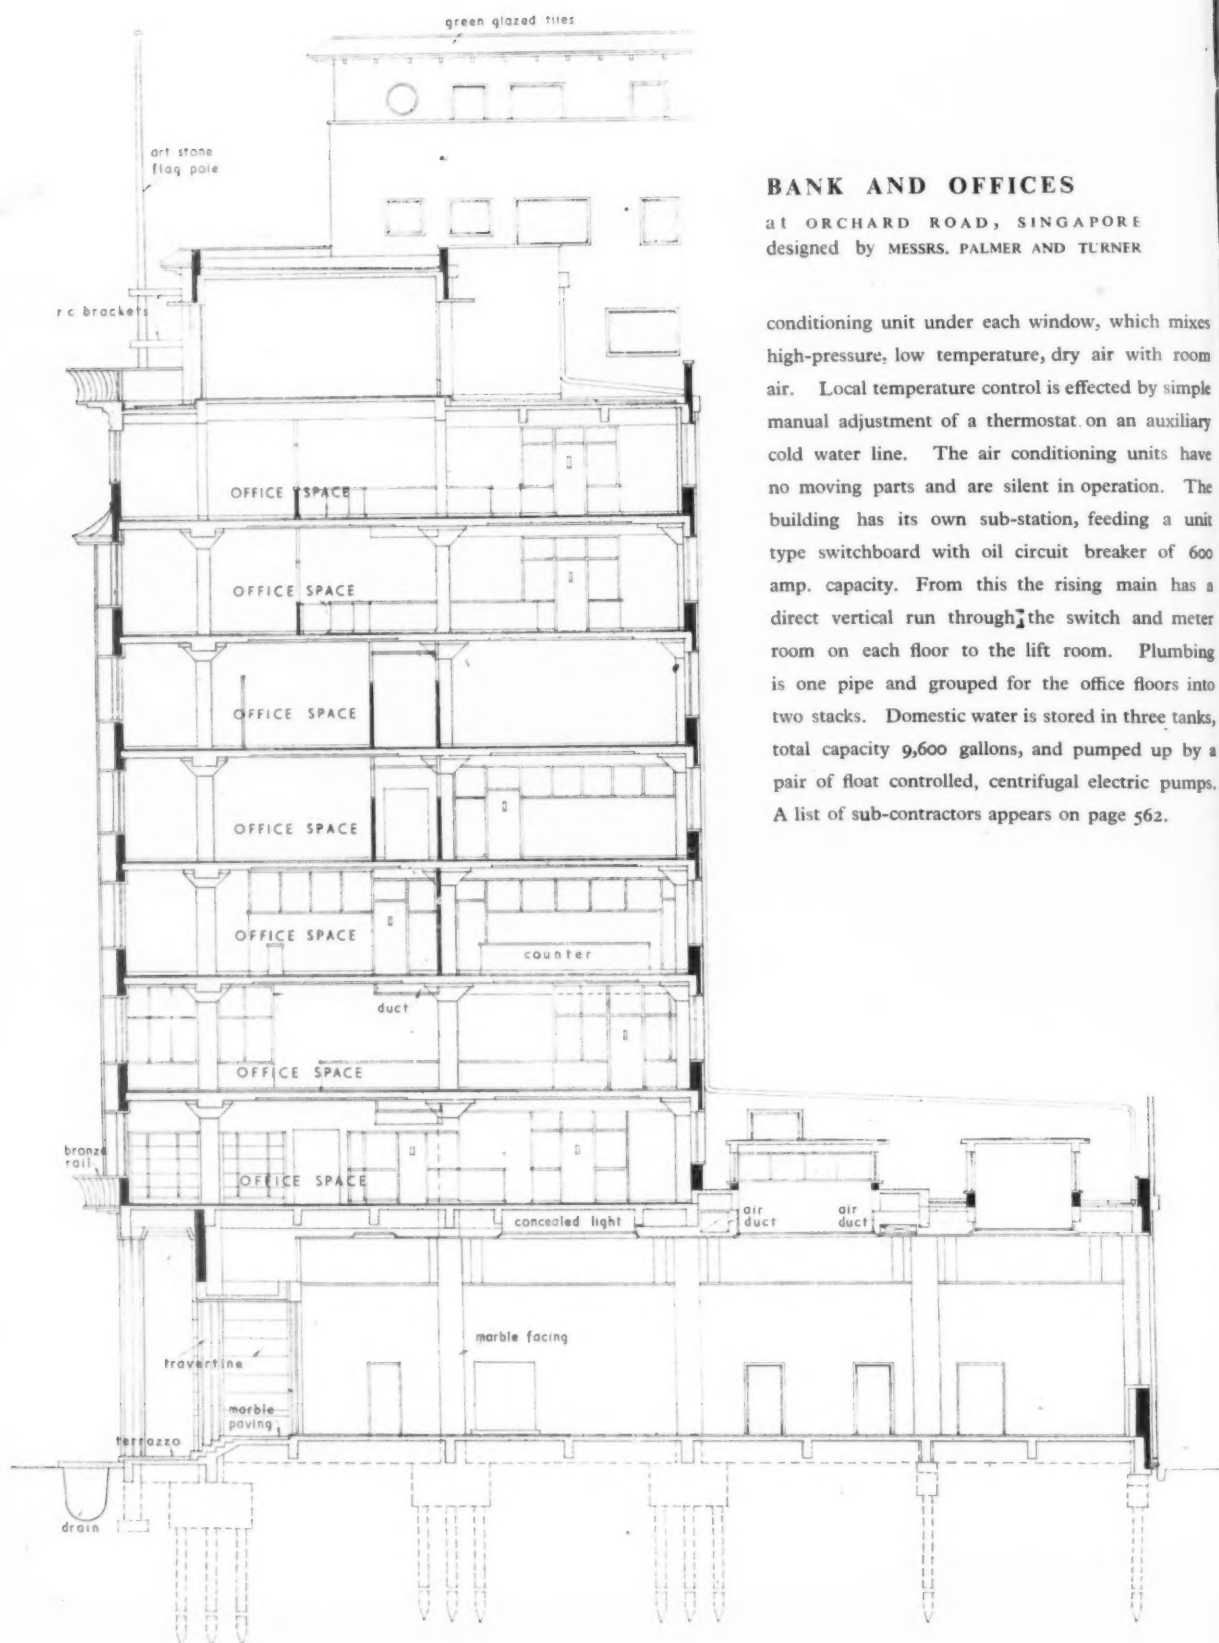 green glazed tiles
art stone
flag pole
BANK AND OFFICES
at ORCHARD ROAD, SINGAPORE
designed by MESSRS. PALMER AND TURNER
r c brackets
conditioning unit under each window, which mixes
high-pressure, low temperature, dry air with room
air. Local temperature control is effected by simple
manual adjustment of a thermostat on an auxiliary
cold water line. The air conditioning units have
no moving parts and are silent in operation. The
building has its own sub-station, feeding a unit
type switchboard with oil circuit breaker of 600
amp. capacity. From this the rising main has a
direct vertical run through the switch and meter
room on each floor to the lift room. Plumbing
is one pipe and grouped for the office floors into
two stacks. Domestic water is stored in three tanks,
total capacity 9,600 gallons, and pumped up by a
pair of float controlled, centrifugal electric pumps.
A list of sub-contractors appears on page 562.
OFFICE SPACE
OFFICE SPACE
OFFICE SPACE
OFFICE SPACE
OFFICE SPACE
counter
duct
OFFICE SPACE
bronze
rail
OFFICE SPACE
concealed light
air
duct
air
duct
marble facing
travertine
marble
paving
terrazzo
drain